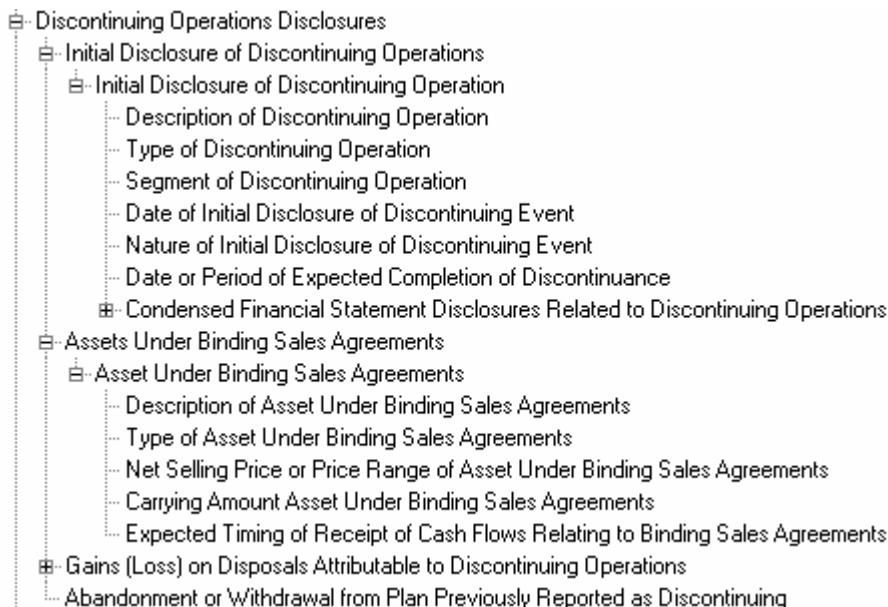 Discontinuing Operations Disclosures
Initial Disclosure of Discontinuing Operations
Initial Disclosure of Discontinuing Operation
Description of Discontinuing Operation
Type of Discontinuing Operation
Segment of Discontinuing Operation
Date of Initial Disclosure of Discontinuing Event
Nature of Initial Disclosure of Discontinuing Event
Date or Period of Expected Completion of Discontinuance
Condensed Financial Statement Disclosures Related to Discontinuing Operations
Assets Under Binding Sales Agreements
Asset Under Binding Sales Agreements
Description of Asset Under Binding Sales Agreements
Type of Asset Under Binding Sales Agreements
Net Selling Price or Price Range of Asset Under Binding Sales Agreements
Carrying Amount Asset Under Binding Sales Agreements
Expected Timing of Receipt of Cash Flows Relating to Binding Sales Agreements
Gains (Loss) on Disposals Attributable to Discontinuing Operations
Abandonment or Withdrawal from Plan Previously Reported as Discontinuing